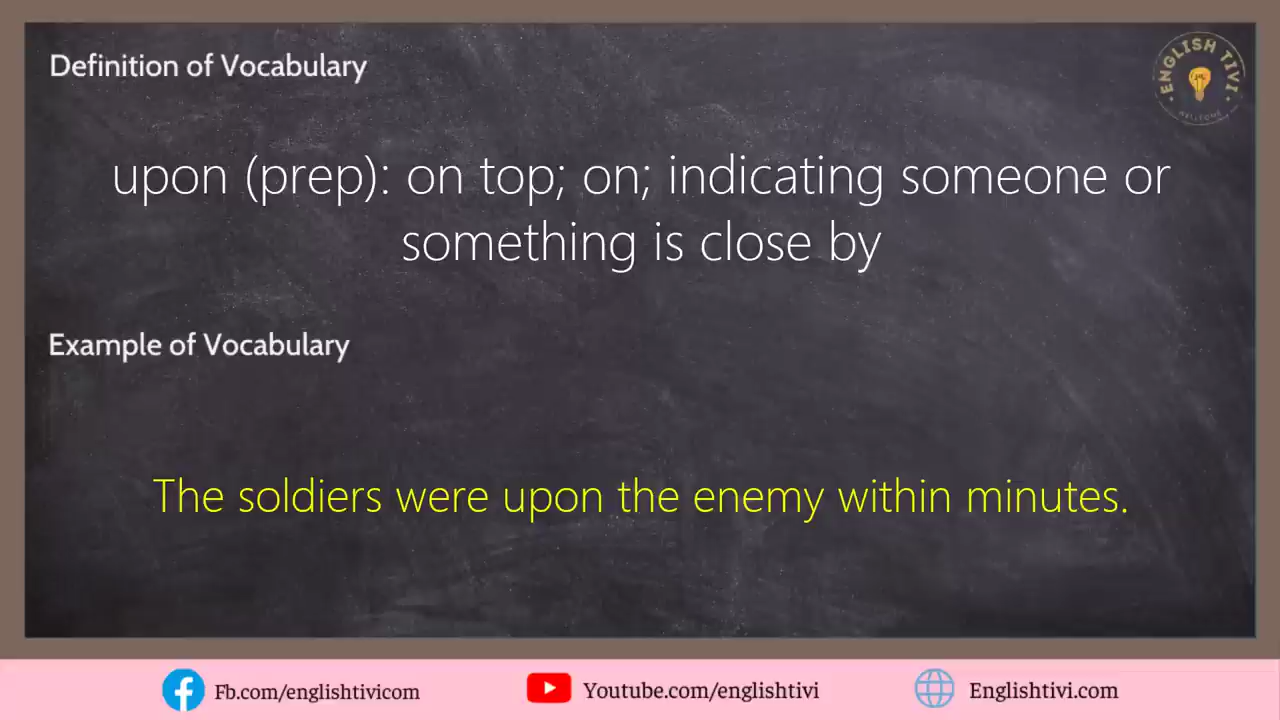 Definition of Vocabulary
ENGLISH TIVI
WELCOME
upon (prep): on top; on; indicating someone or
something is close by
Example of Vocabulary
The soldiers were upon the enemy within minutes.
Fb.com/englishtivicom
Youtube.com/englishtivi
Englishtivi.com